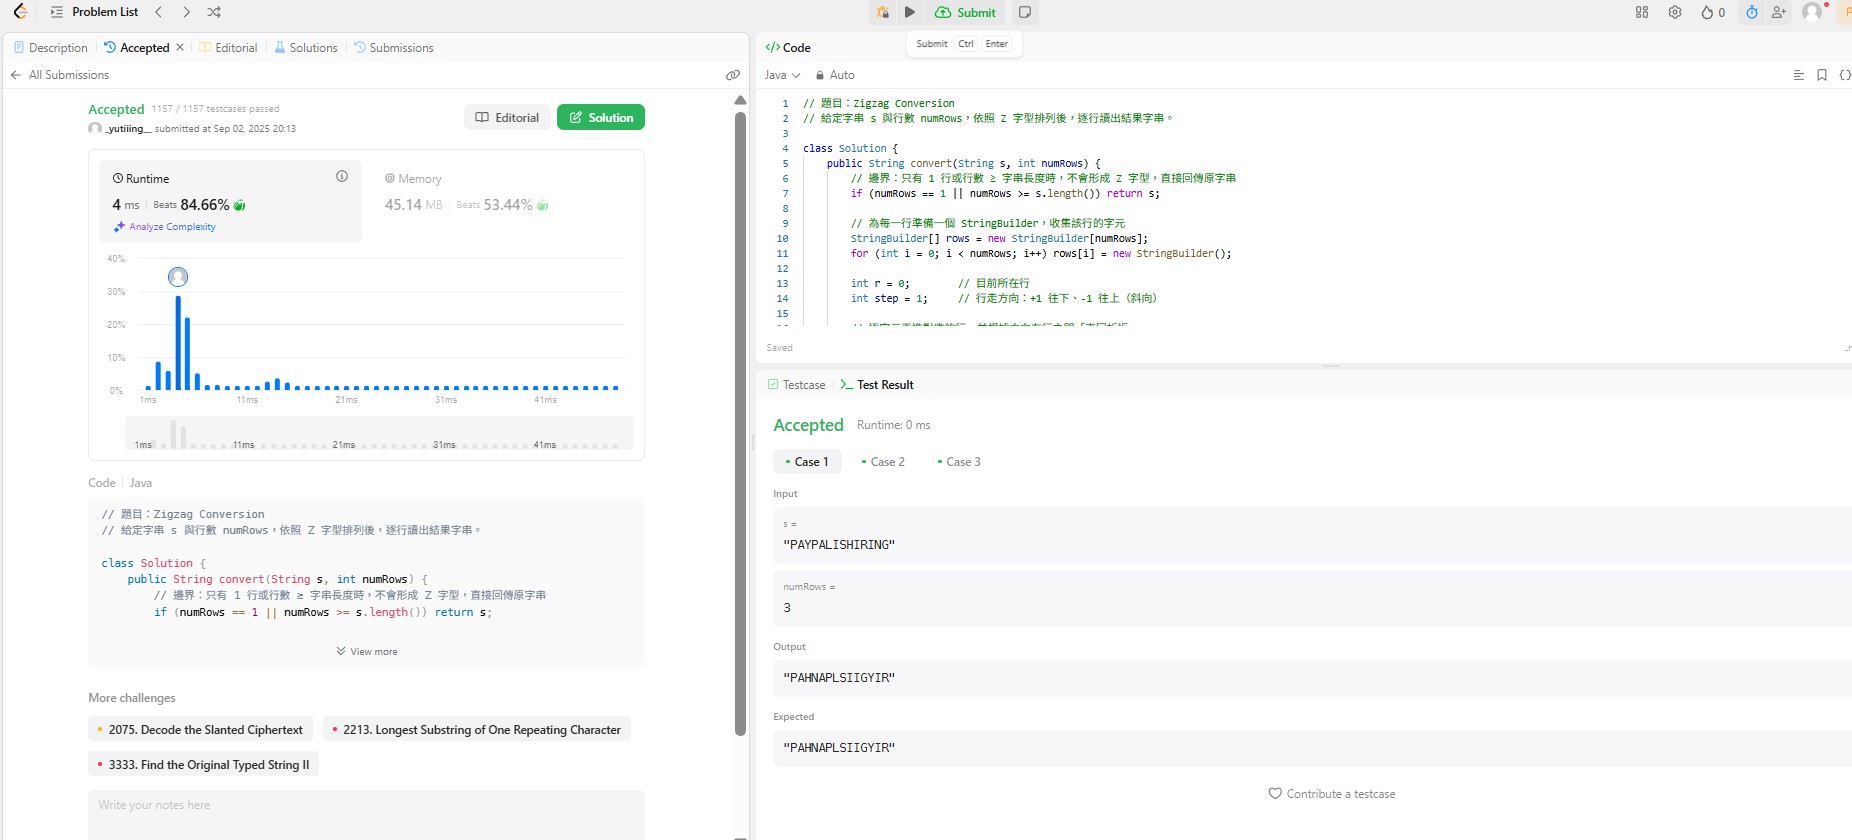 Problem List
Submit
0
Description
Accepted
Editorial
Solutions
Submissions
All Submissions
Accepted 1157 / 1157 testcases passed
_yutiiing__ submitted at Sep 02, 2025 20:13
Editorial
Solution
Runtime
4 ms Beats 84.66%
Analyze Complexity
Memory
45.14 MB Beats 53.44%
40%
30%
20%
10%
0%
1ms 11ms 21ms 31ms 41ms
1ms 11ms 21ms 31ms 41ms
Code Java
// 題目：Zigzag Conversion
// 給定字串 s 與行數 numRows，依照 Z 字型排列後，逐行讀出結果字串。
class Solution {
public String convert(String s, int numRows) {
// 邊界：只有 1 行或行數 ≥ 字串長度時，不會形成 Z 字型，直接回傳原字串
if (numRows == 1 || numRows >= s.length()) return s;
View more
More challenges
2075. Decode the Slanted Ciphertext
2213. Longest Substring of One Repeating Character
3333. Find the Original Typed String II
Write your notes here
Code
Submit Ctrl Enter
Java Auto
1 // 題目：Zigzag Conversion
2 // 給定字串 s 與行數 numRows，依照 Z 字型排列後，逐行讀出結果字串。
3
4 class Solution {
5 public String convert(String s, int numRows) {
6 // 邊界：只有 1 行或行數 ≥ 字串長度時，不會形成 Z 字型，直接回傳原字串
7 if (numRows == 1 || numRows >= s.length()) return s;
8
9 // 為每一行準備一個 StringBuilder，收集該行的字元
10 StringBuilder[] rows = new StringBuilder[numRows];
11 for (int i = 0; i < numRows; i++) rows[i] = new StringBuilder();
12
13 int r = 0; // 目前所在行
14 int step = 1; // 行走方向：+1 往下、-1 往上（斜向）
15
Saved
Testcase
Test Result
Accepted Runtime: 0 ms
Case 1
Case 2
Case 3
Input
s =
"PAYPALISHIRING"
numRows =
3
Output
"PAHNAPLSIIGYIR"
Expected
"PAHNAPLSIIGYIR"
Contribute a testcase